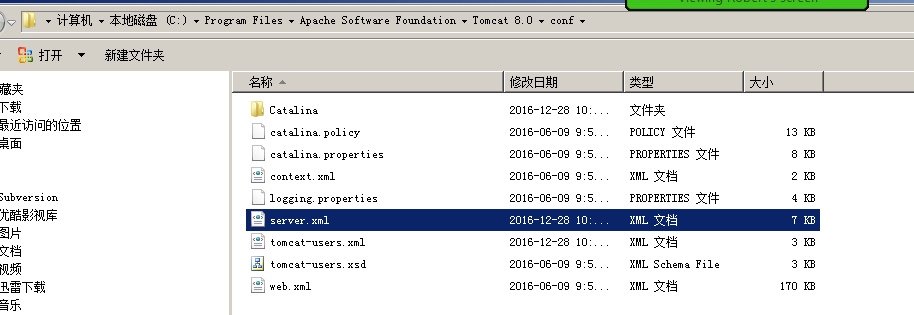 Viewing Robert's screen
计算机 本地磁盘 (C:) Program Files Apache Software Foundation Tomcat 8.0 conf
打开 新建文件夹
名称 修改日期 类型 大小
藏夹
下载
最近访问的位置
桌面
Subversion
优酷影视库
图片
文档
视频
迅雷下载
音乐
Catalina 2016-12-28 10:... 文件夹
catalina.policy 2016-06-09 9:5... POLICY 文件 13 KB
catalina.properties 2016-06-09 9:5... PROPERTIES 文件 8 KB
context.xml 2016-06-09 9:5... XML 文档 2 KB
logging.properties 2016-06-09 9:5... PROPERTIES 文件 4 KB
server.xml 2016-12-28 10:... XML 文档 7 KB
tomcat-users.xml 2016-12-28 10:... XML 文档 3 KB
tomcat-users.xsd 2016-06-09 9:5... XML Schema File 3 KB
web.xml 2016-06-09 9:5... XML 文档 170 KB